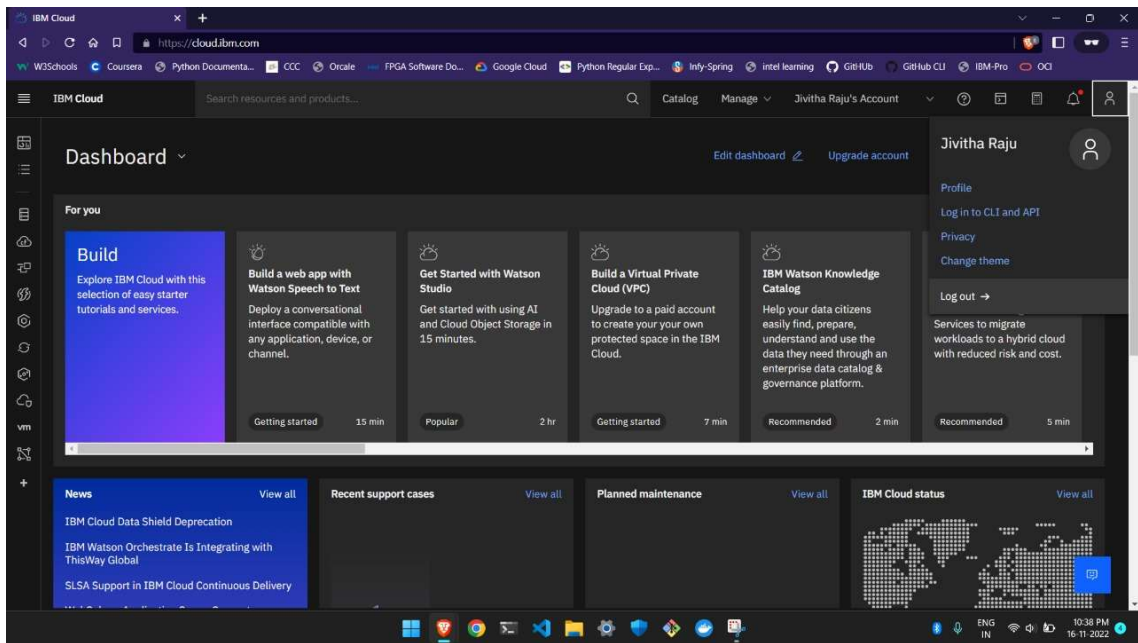 IBM Cloud
https://cloud.ibm.com
W3Schools Coursera Python Documenta... CCC Orcale FPGA Software Do... Google Cloud Python Regular Exp... Infy-Spring intel learning GitHUb GitHub CLI IBM-Pro OCI
IBM Cloud Search resources and products... Catalog Manage Jivitha Raju's Account
Dashboard Edit dashboard Upgrade account
Jivitha Raju
Profile
Log in to CLI and API
Privacy
Change theme
Log out →
For you
Build
Explore IBM Cloud with this
selection of easy starter
tutorials and services.
Build a web app with
Watson Speech to Text
Deploy a conversational
interface compatible with
any application, device, or
channel.
Getting started 15 min
Get Started with Watson
Studio
Get started with using AI
and Cloud Object Storage in
15 minutes.
Popular 2 hr
Build a Virtual Private
Cloud (VPC)
Upgrade to a paid account
to create your your own
protected space in the IBM
Cloud.
Getting started 7 min
IBM Watson Knowledge
Catalog
Help your data citizens
easily find, prepare,
understand and use the
data they need through an
enterprise data catalog &
governance platform.
Recommended 2 min
Services to migrate
workloads to a hybrid cloud
with reduced risk and cost.
Recommended 5 min
vm
News View all
IBM Cloud Data Shield Deprecation
IBM Watson Orchestrate Is Integrating with
ThisWay Global
SLSA Support in IBM Cloud Continuous Delivery
Recent support cases View all
Planned maintenance View all
IBM Cloud status View all
ENG
IN
10:38 PM
16-11-2022